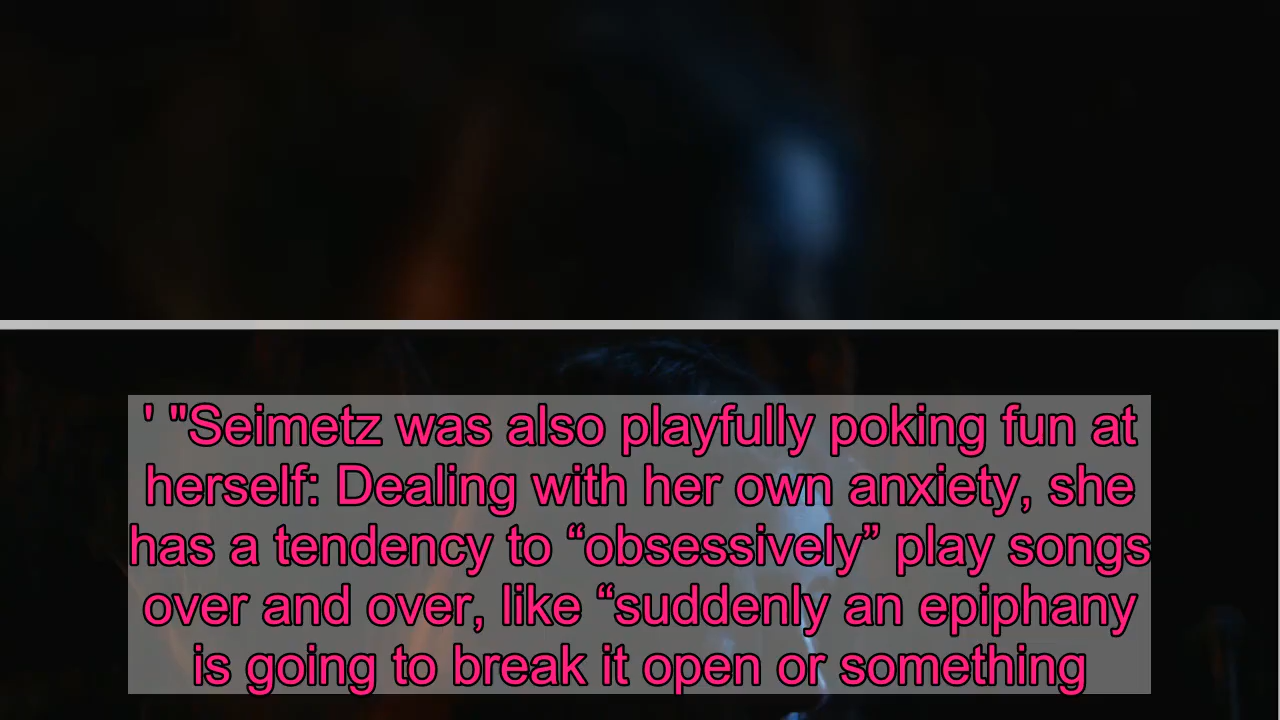 ' "Seimetz was also playfully poking fun at
herself: Dealing with her own anxiety, she
has a tendency to “obsessively” play songs
over and over, like “suddenly an epiphany
is going to break it open or something